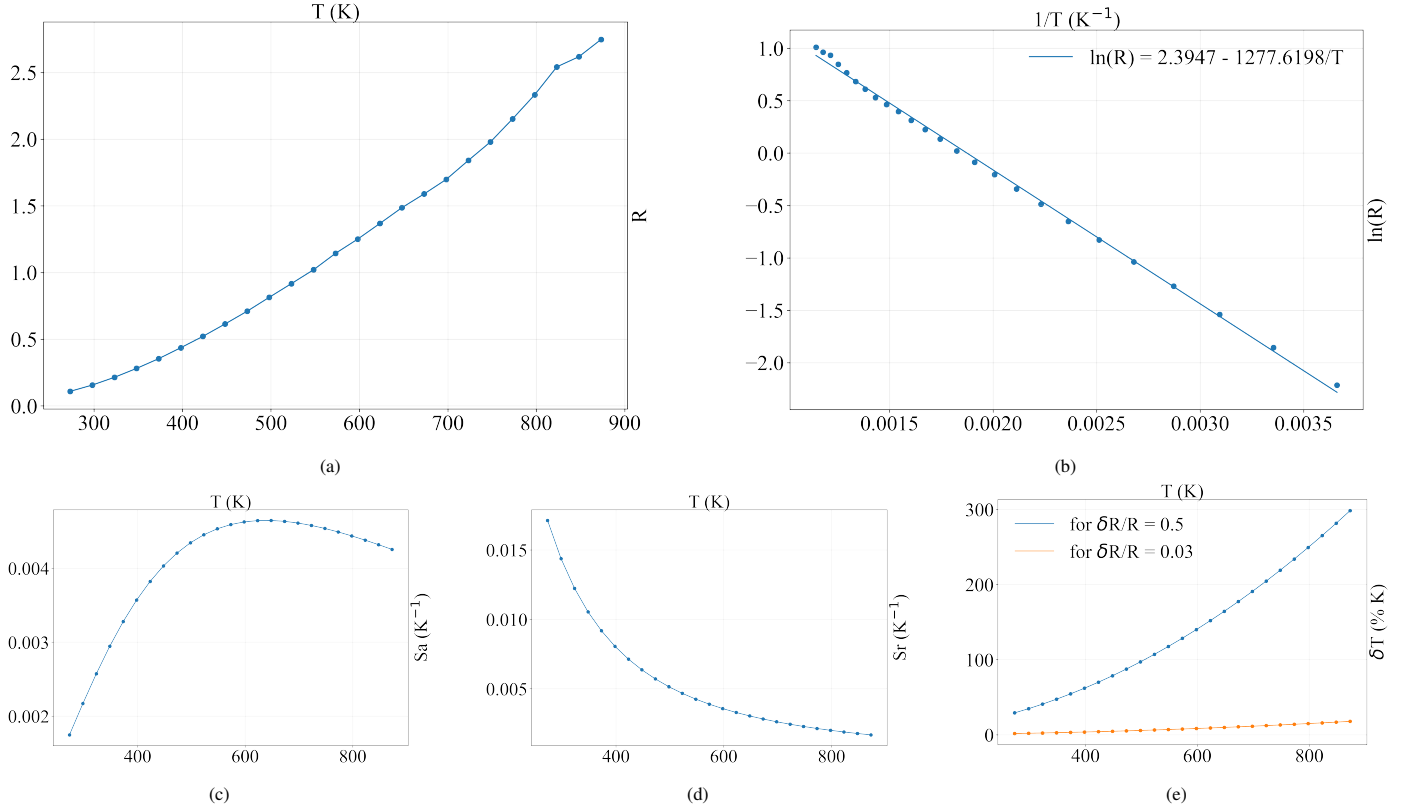 T (K)
2.5
2.0
1.5
1.0
0.5
0.0
R
300 400 500 600 700 800 900
(a)
1/T (K⁻¹)
ln(R) = 2.3947 - 1277.6198/T
1.0
0.5
0.0
−0.5
−1.0
−1.5
−2.0
ln(R)
0.0015 0.0020 0.0025 0.0030 0.0035
(b)
T (K)
0.004
0.003
0.002
Sa (K⁻¹)
400 600 800
(c)
T (K)
0.015
0.010
0.005
Sr (K⁻¹)
400 600 800
(d)
T (K)
for δR/R = 0.5
for δR/R = 0.03
300
200
100
0
δT (% K)
400 600 800
(e)